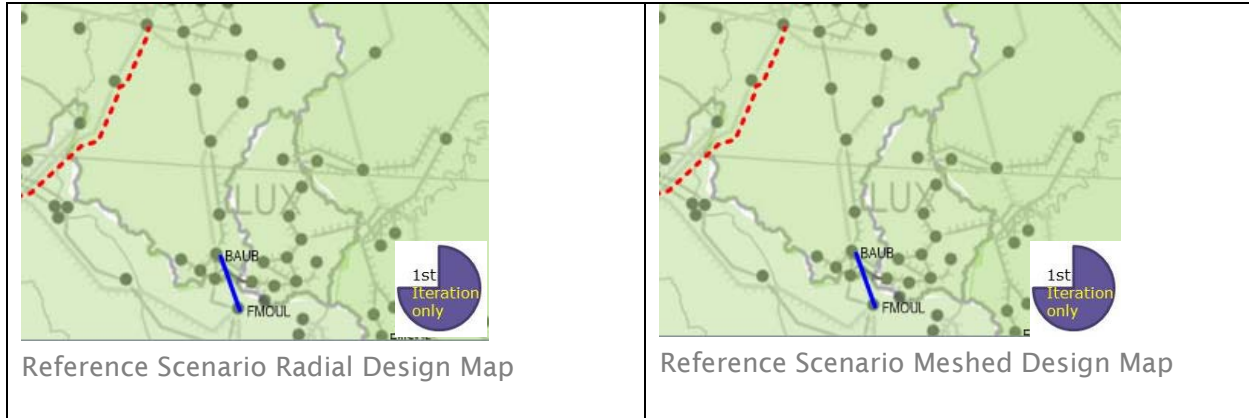 LUX
BAUB
FMOUL
1st
Iteration
only
Reference Scenario Radial Design Map
LUX
BAUB
FMOUL
1st
Iteration
only
Reference Scenario Meshed Design Map